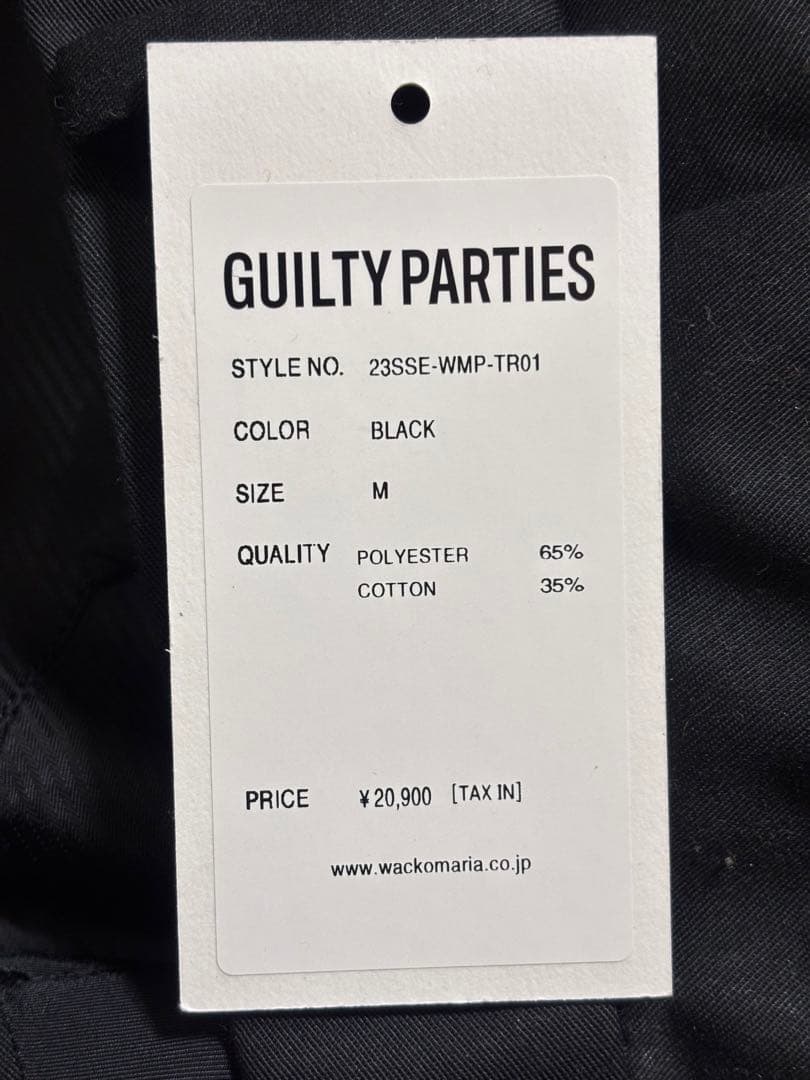 GUILTY PARTIES
STYLE NO. 23SSE-WMP-TR01
COLOR BLACK
SIZE M
QUALITY POLYESTER 65%
COTTON 35%
PRICE ¥20,900 [TAX IN]
www.wackomaria.co.jp